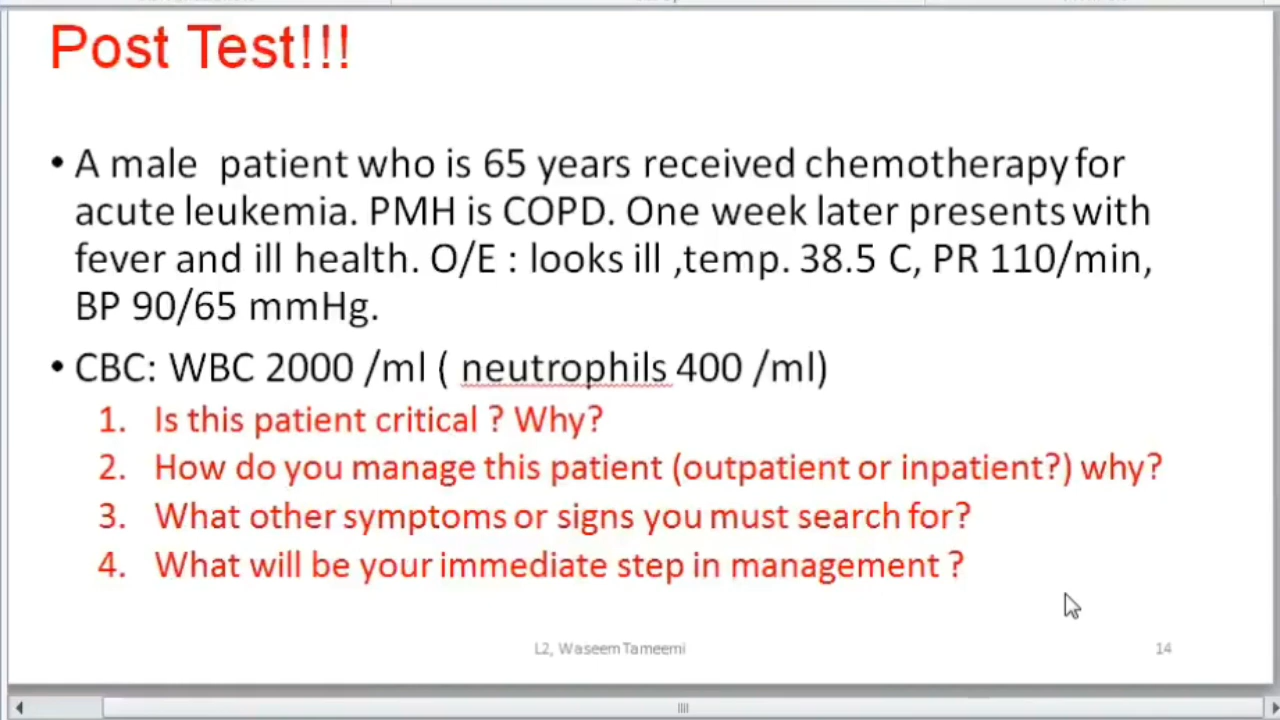 Post Test!!!
• A male patient who is 65 years received chemotherapy for
acute leukemia. PMH is COPD. One week later presents with
fever and ill health. O/E : looks ill ,temp. 38.5 C, PR 110/min,
BP 90/65 mmHg.
• CBC: WBC 2000 /ml ( neutrophils 400 /ml)
1. Is this patient critical ? Why?
2. How do you manage this patient (outpatient or inpatient?) why?
3. What other symptoms or signs you must search for?
4. What will be your immediate step in management ?
L2, Waseem Tameemi
14